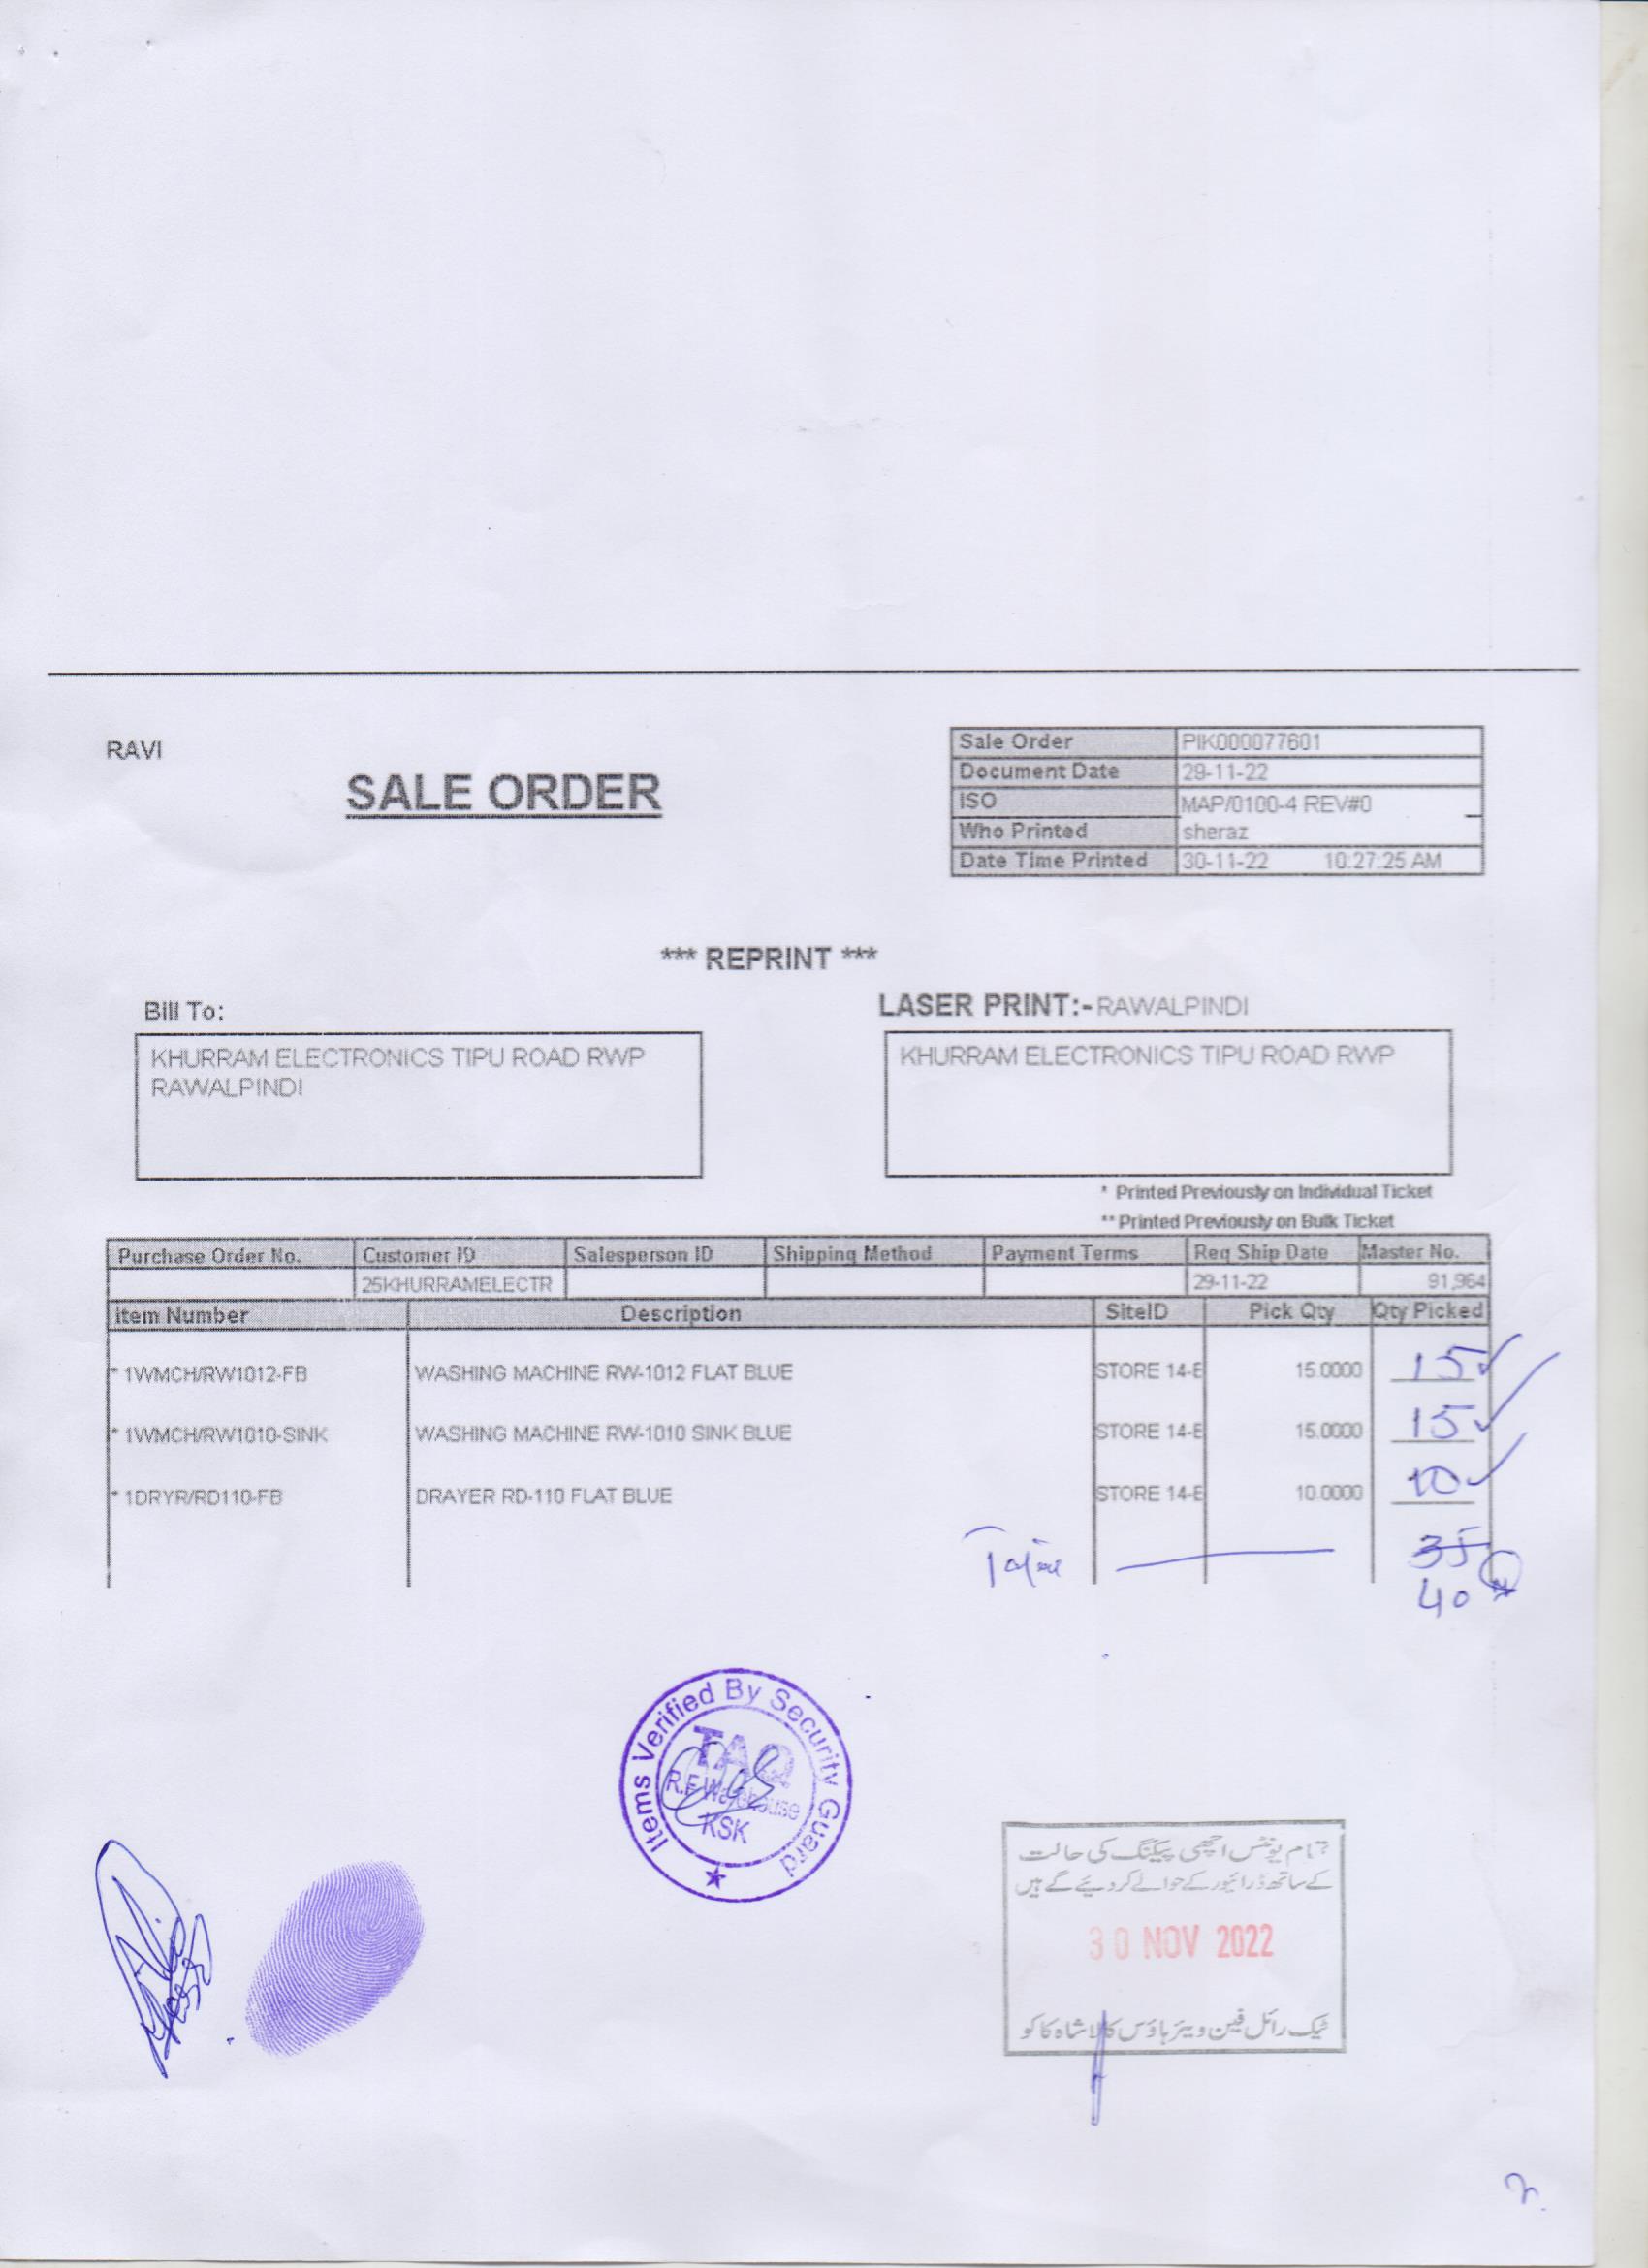 RAVI
SALE ORDER
Sale Order PIK000077601
Document Date 29-11-22
ISO MAP/0100-4 REV#0
Who Printed sheraz
Date Time Printed 30-11-22 10:27:25 AM
*** REPRINT ***
Bill To:
LASER PRINT:- RAWALPINDI
KHURRAM ELECTRONICS TIPU ROAD RWP
RAWALPINDI
KHURRAM ELECTRONICS TIPU ROAD RWP
* Printed Previously on Individual Ticket
** Printed Previously on Bulk Ticket
Purchase Order No. Customer ID Salesperson ID Shipping Method Payment Terms Req Ship Date Master No.
25KHURRAMELECTR 29-11-22 91,964
Item Number Description SiteID Pick Qty Qty Picked
* 1WMCH/RW1012-FB WASHING MACHINE RW-1012 FLAT BLUE STORE 14-E 15.0000 15
* 1WMCH/RW1010-SINK WASHING MACHINE RW-1010 SINK BLUE STORE 14-E 15.0000 15
* 1DRYR/RD110-FB DRAYER RD-110 FLAT BLUE STORE 14-E 10.0000 10
35
40
Items Verified By Security Guard
TAQ
R.F Warehouse
KSK
تمام یونٹس اچھی پیکنگ کی حالت
کے ساتھ ڈرائیور کے حوالے کر دیئے گے ہیں
30 NOV 2022
ٹیک رائل فین ویئر ہاؤس کالا شاہ کاکو